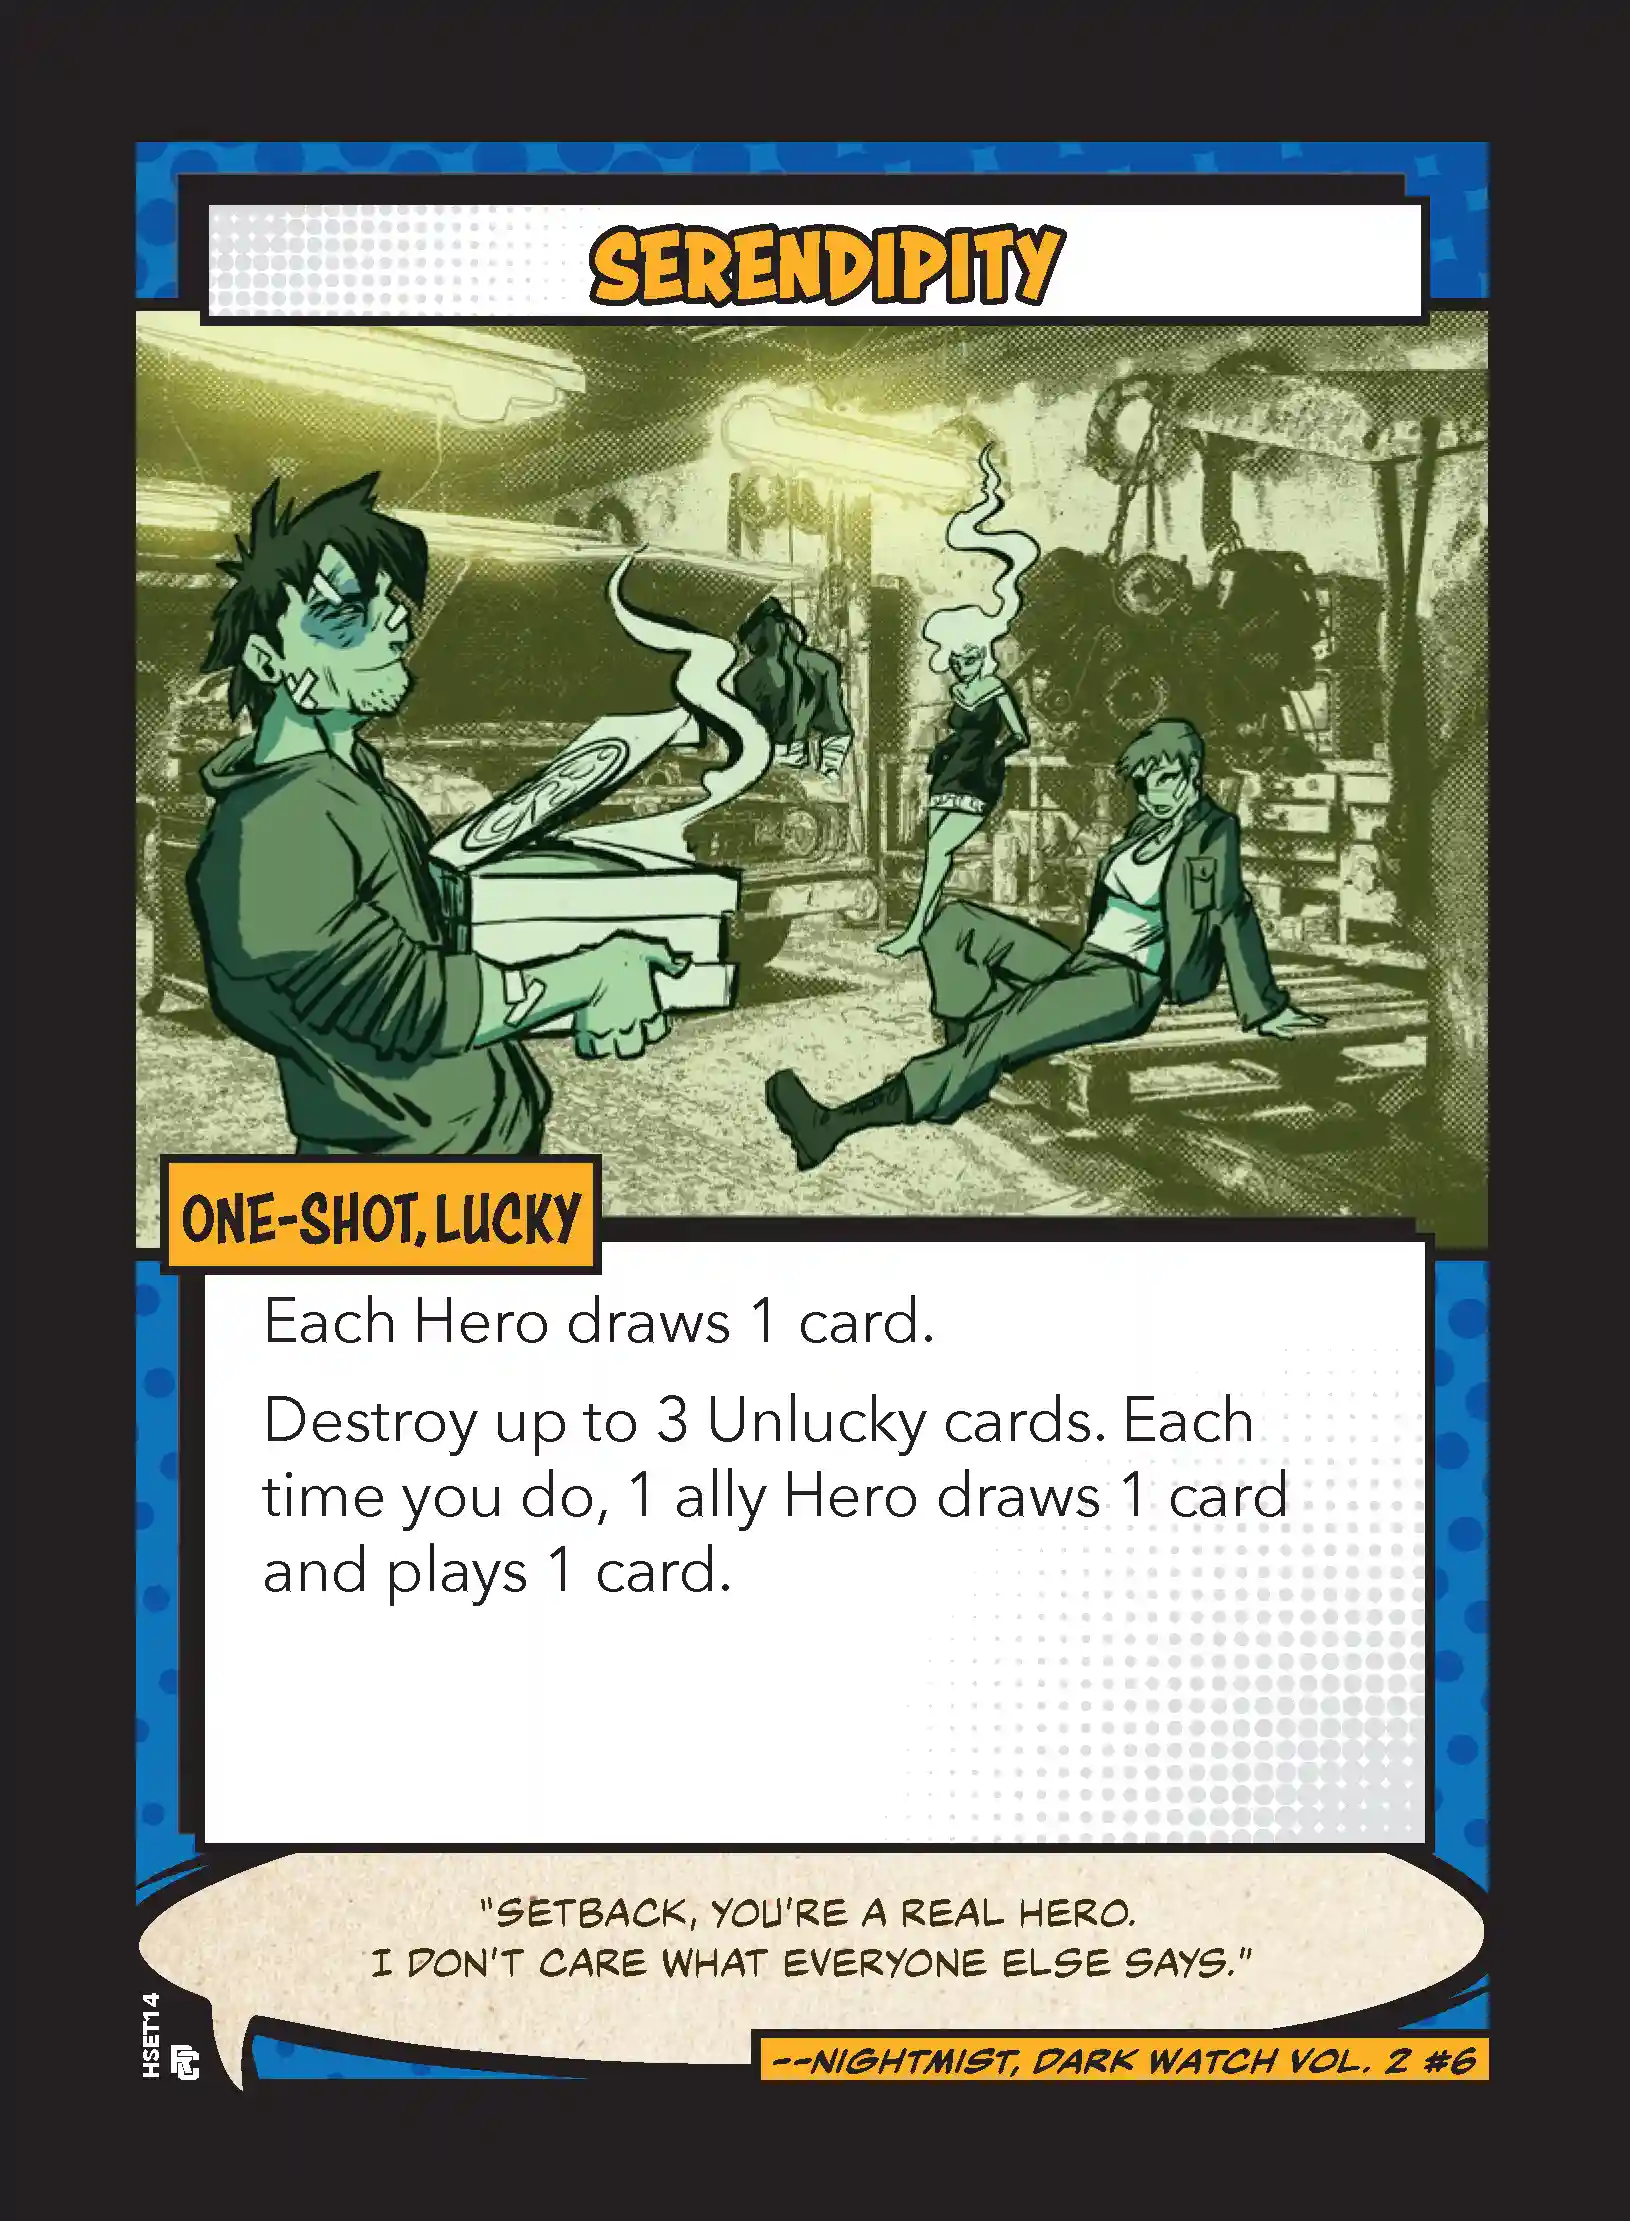 SERENDIPITY
ONE-SHOT, LUCKY
Each Hero draws 1 card.
Destroy up to 3 Unlucky cards. Each
time you do, 1 ally Hero draws 1 card
and plays 1 card.
"SETBACK, YOU'RE A REAL HERO.
I DON'T CARE WHAT EVERYONE ELSE SAYS."
--NIGHTMIST, DARK WATCH VOL. 2 #6
HSET14